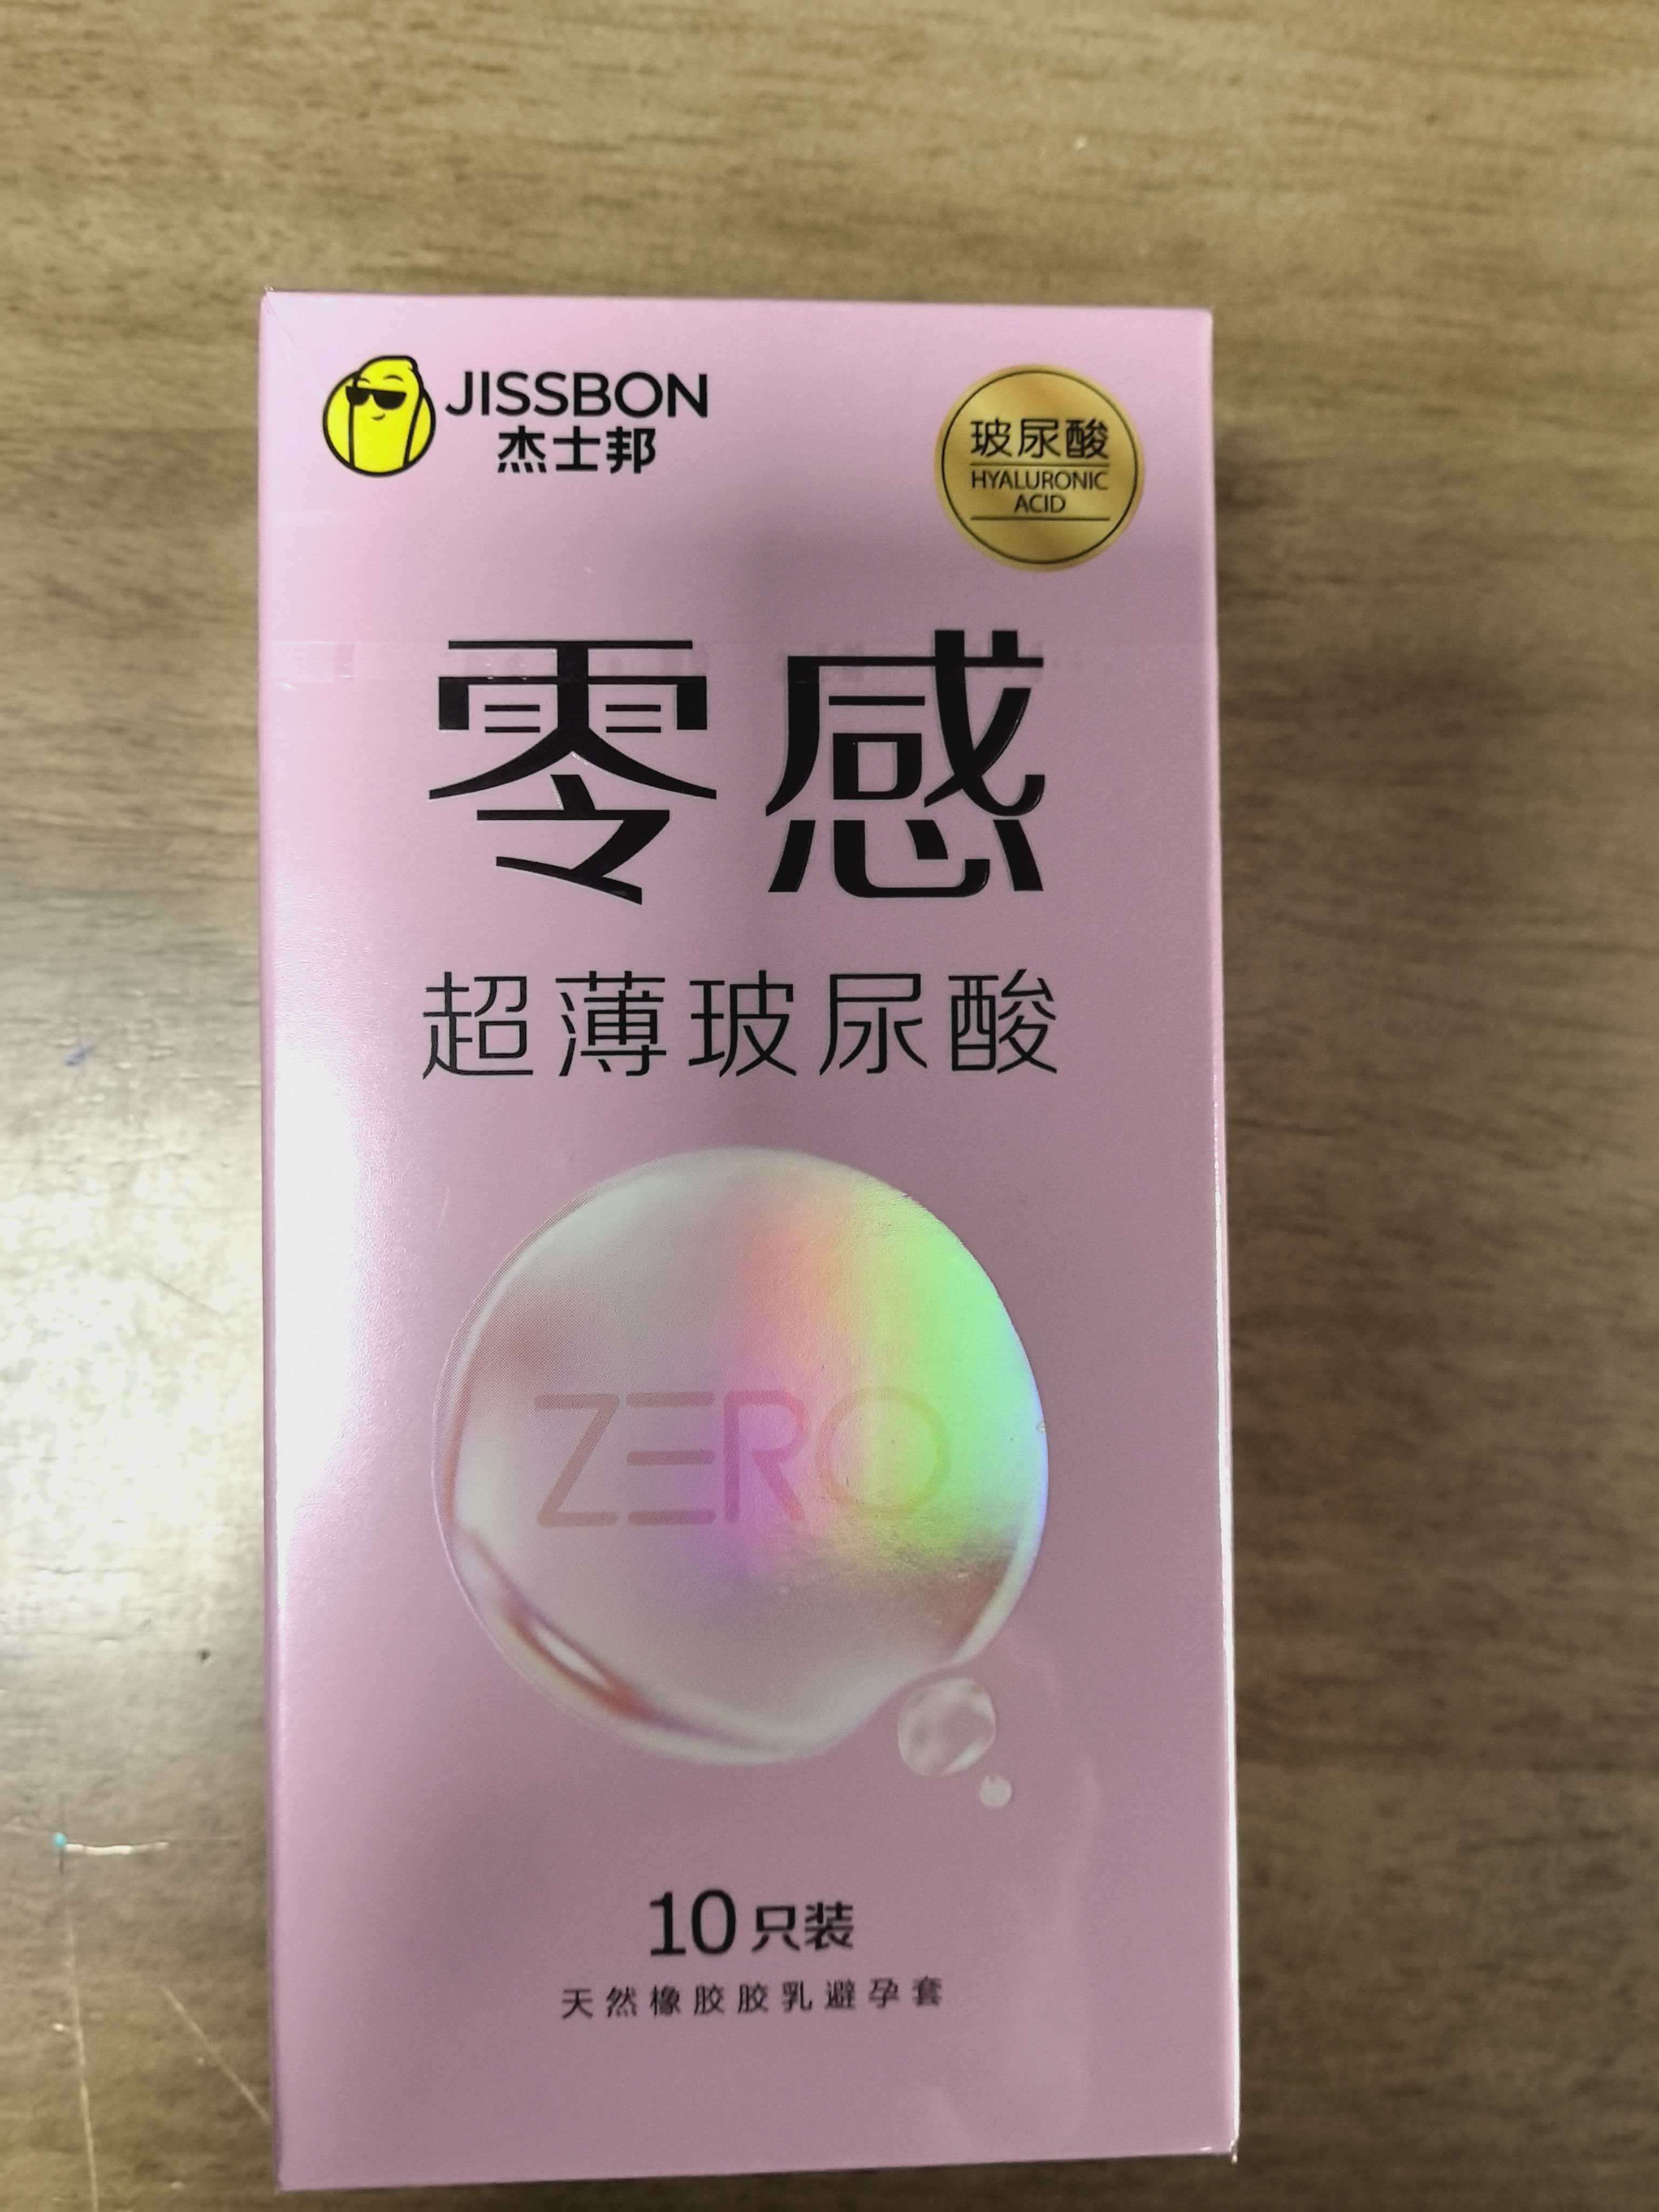 JISSBON
杰士邦
玻尿酸
HYALURONIC
ACID
零感
超薄玻尿酸
ZERO
10只装
天然橡胶胶乳避孕套